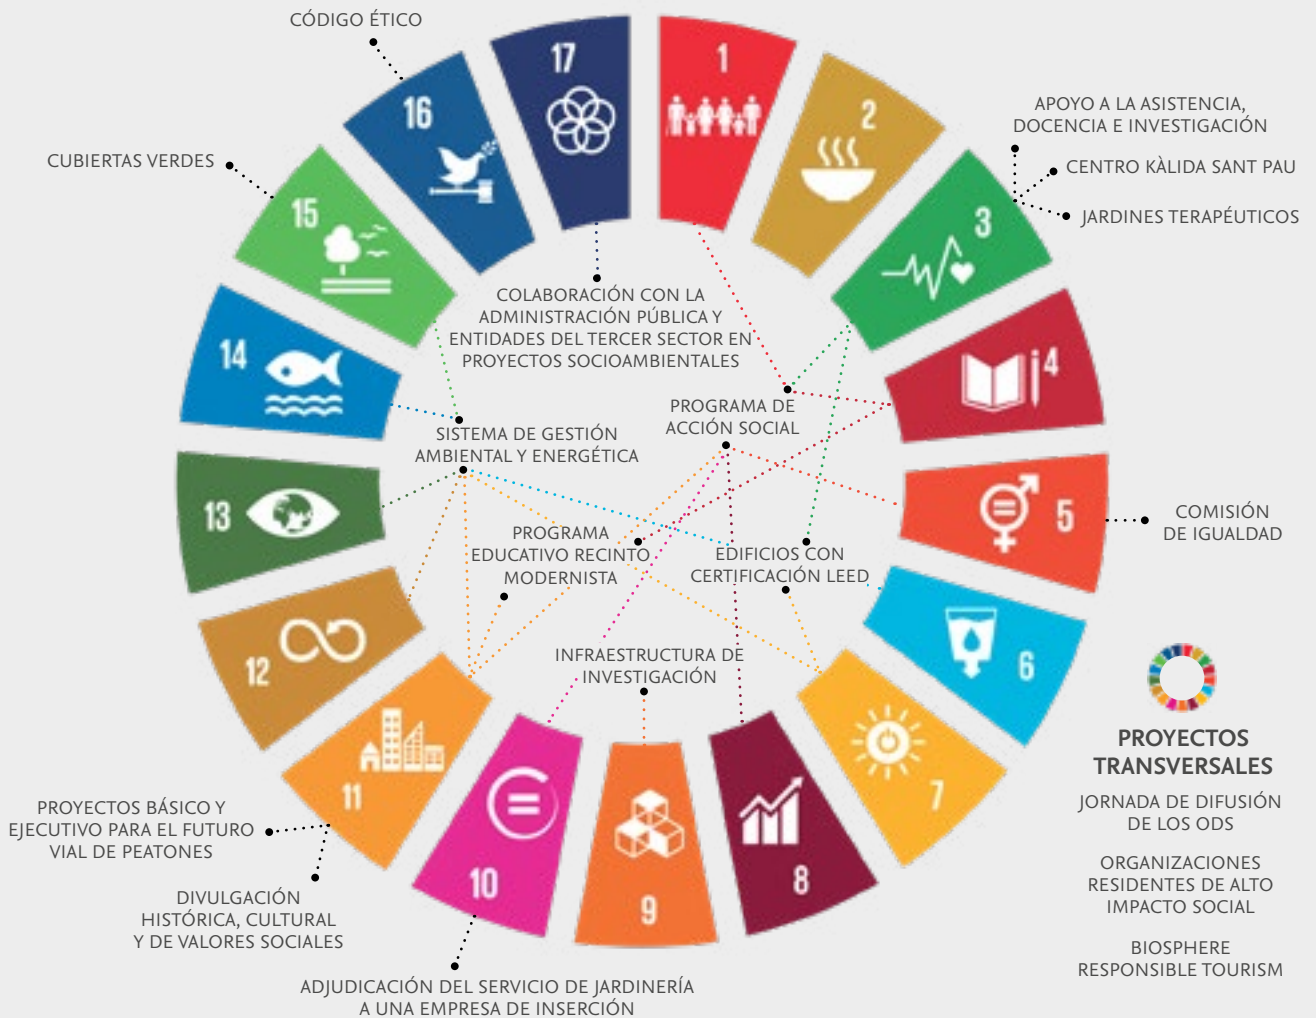 CÓDIGO ÉTICO
17
1
16
2
APOYO A LA ASISTENCIA,
DOCENCIA E INVESTIGACIÓN
CUBIERTAS VERDES
CENTRO KÀLIDA SANT PAU
15
3
JARDINES TERAPÉUTICOS
COLABORACIÓN CON LA
ADMINISTRACIÓN PÚBLICA Y
ENTIDADES DEL TERCER SECTOR EN
PROYECTOS SOCIOAMBIENTALES
14
4
PROGRAMA DE
ACCIÓN SOCIAL
SISTEMA DE GESTIÓN
AMBIENTAL Y ENERGÉTICA
13
5
COMISIÓN
DE IGUALDAD
PROGRAMA
EDUCATIVO RECINTO
MODERNISTA
EDIFICIOS CON
CERTIFICACIÓN LEED
12
6
INFRAESTRUCTURA DE
INVESTIGACIÓN
11
7
PROYECTOS BÁSICO Y
EJECUTIVO PARA EL FUTURO
VIAL DE PEATONES
10
9
8
DIVULGACIÓN
HISTÓRICA, CULTURAL
Y DE VALORES SOCIALES
ADJUDICACIÓN DEL SERVICIO DE JARDINERÍA
A UNA EMPRESA DE INSERCIÓN
PROYECTOS
TRANSVERSALES
JORNADA DE DIFUSIÓN
DE LOS ODS
ORGANIZACIONES
RESIDENTES DE ALTO
IMPACTO SOCIAL
BIOSPHERE
RESPONSIBLE TOURISM